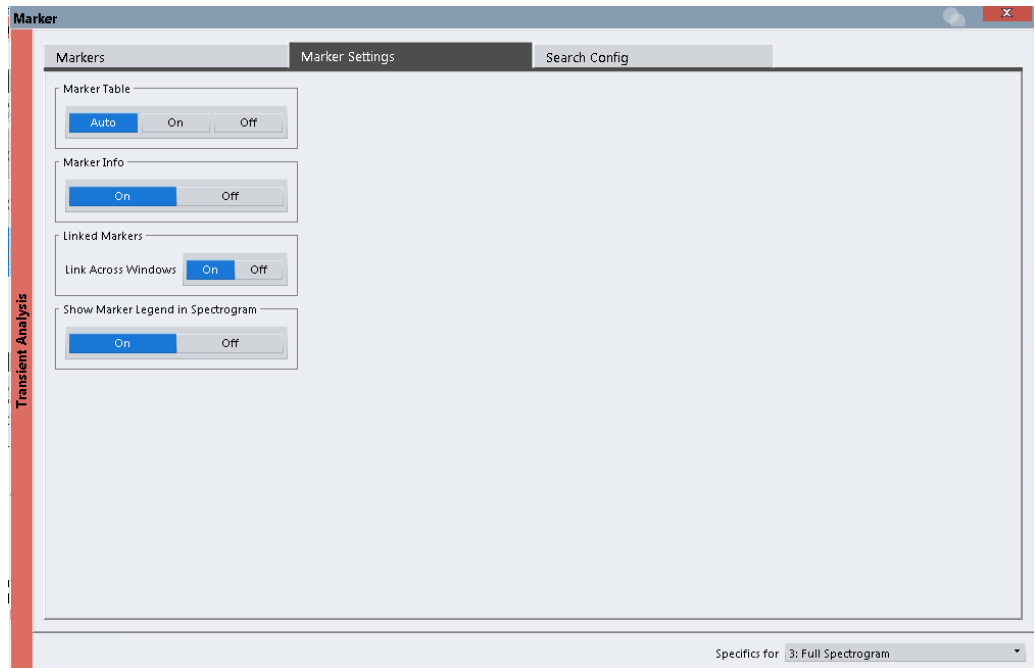 Marker
x
Markers
Marker Settings
Search Config
Marker Table
Auto On Off
Marker Info
On Off
Linked Markers
Link Across Windows On Off
Show Marker Legend in Spectrogram
On Off
Transient Analysis
Specifics for 3: Full Spectrogram